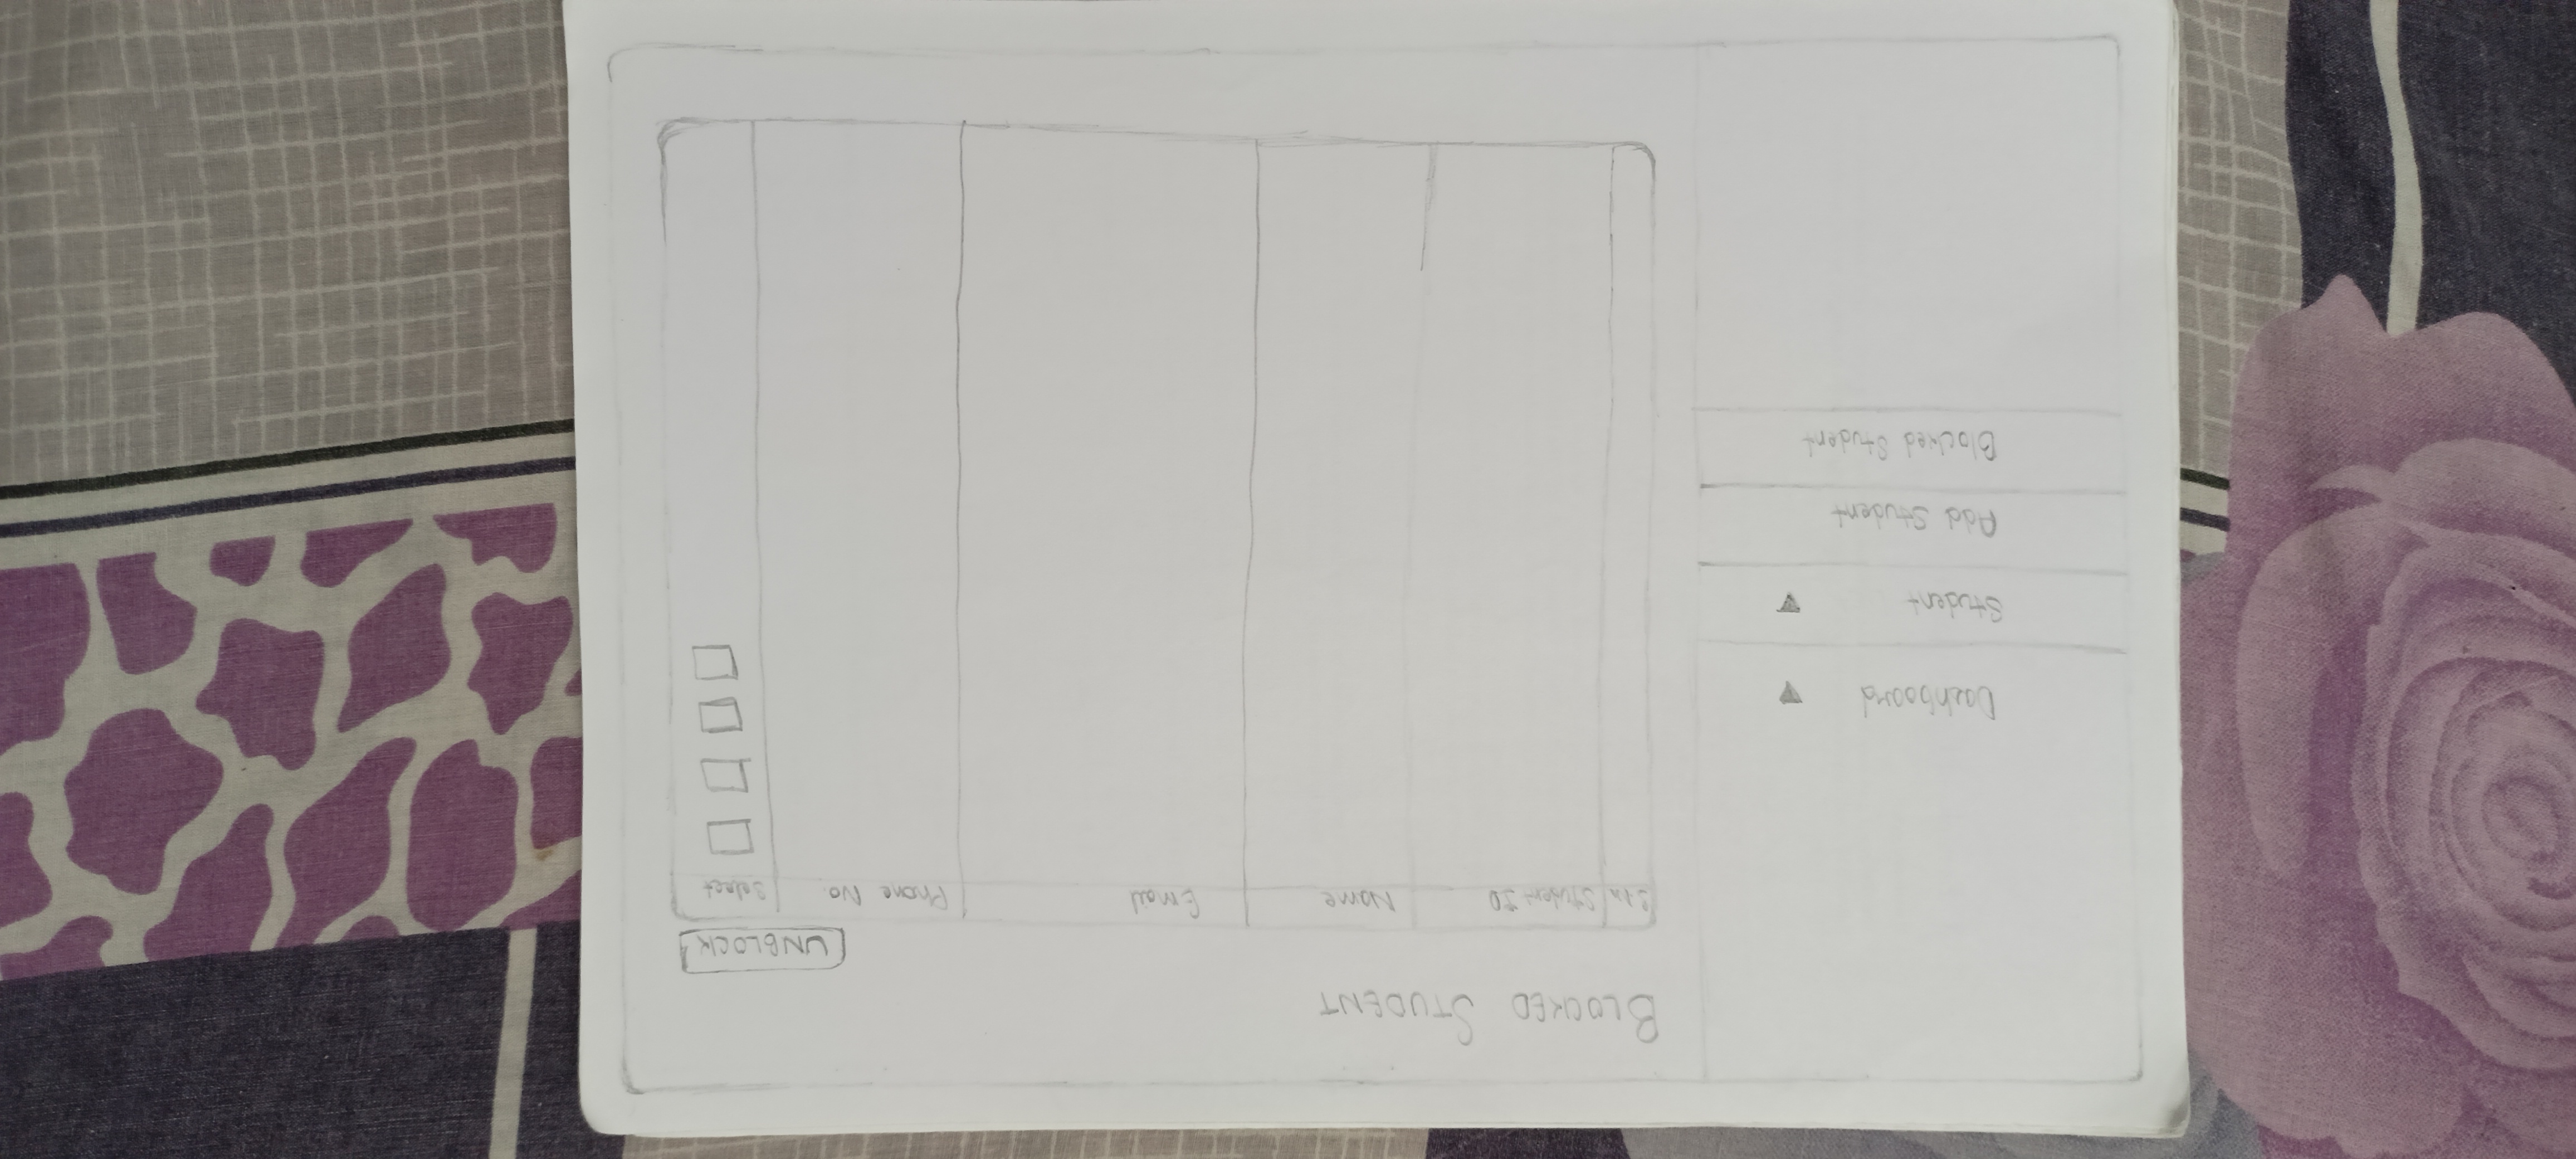 Dashboard
Student
Add Student
Blocked Student
BLOCKED STUDENT
UNBLOCK
Student ID Name Email Phone No. Select